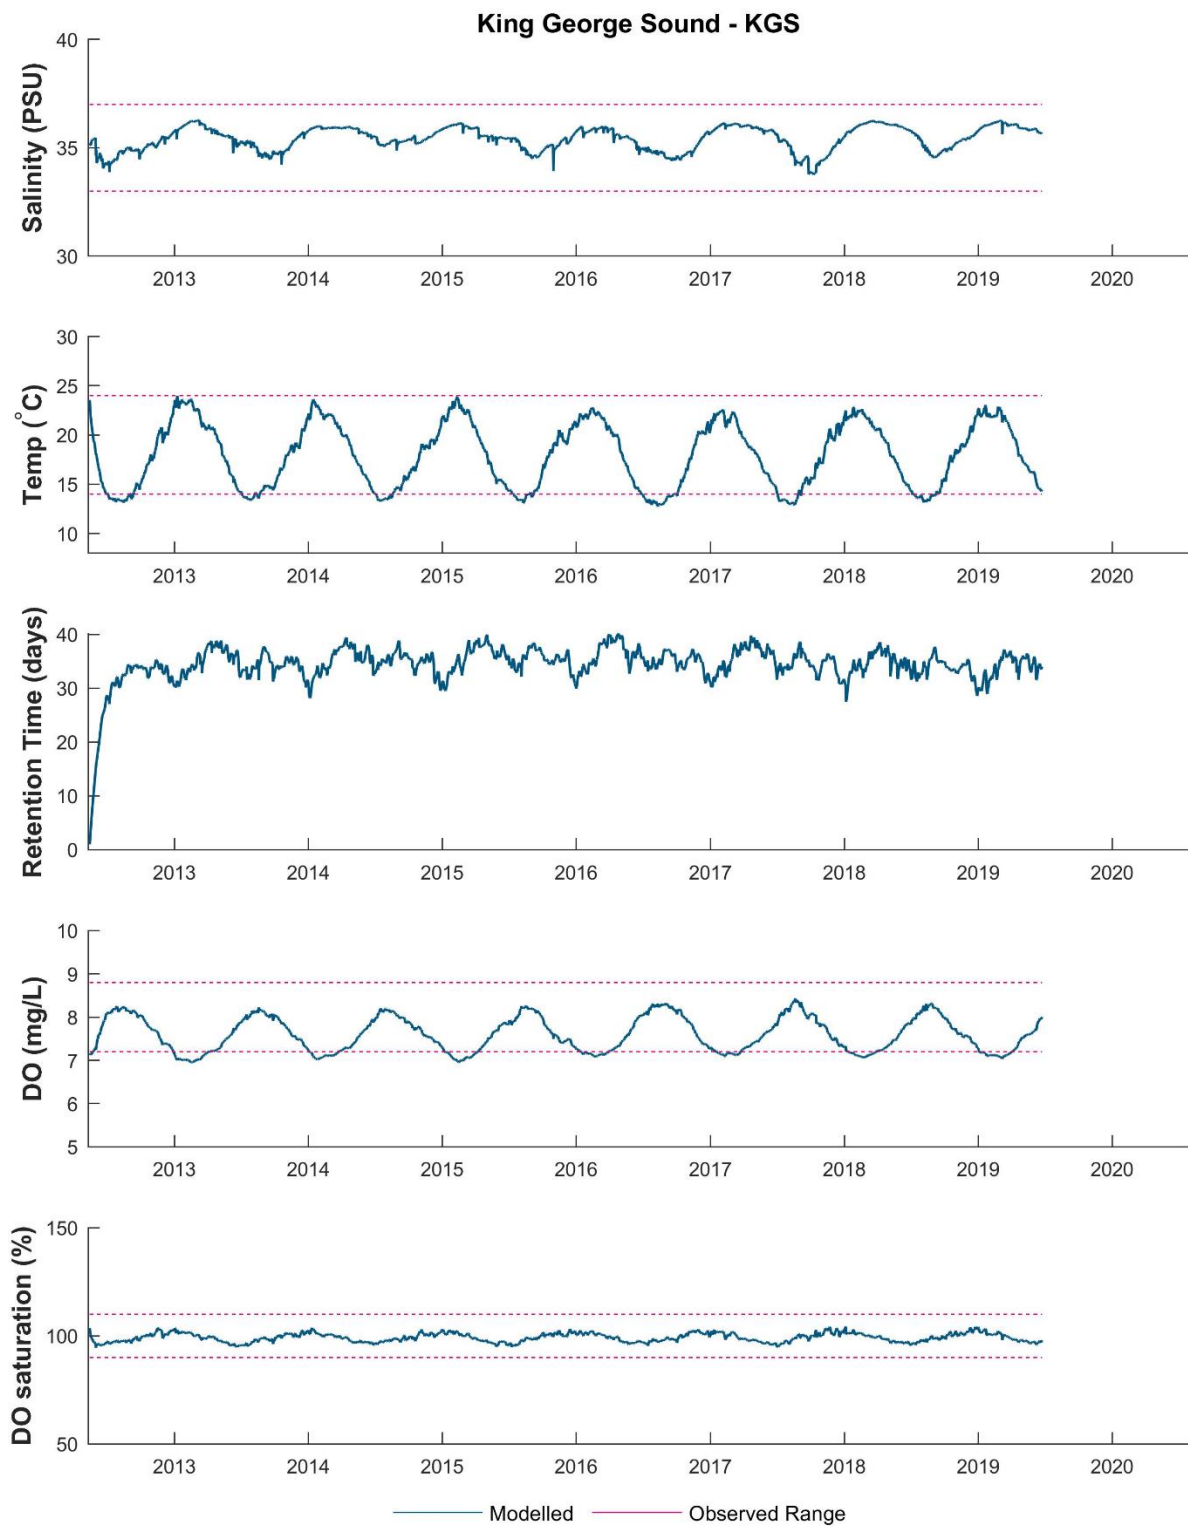 King George Sound - KGS
Salinity (PSU)
40
35
30
2013 2014 2015 2016 2017 2018 2019 2020
Temp (°C)
30
25
20
15
10
2013 2014 2015 2016 2017 2018 2019 2020
Retention Time (days)
40
30
20
10
0
2013 2014 2015 2016 2017 2018 2019 2020
DO (mg/L)
10
9
8
7
6
5
2013 2014 2015 2016 2017 2018 2019 2020
DO saturation (%)
150
100
50
2013 2014 2015 2016 2017 2018 2019 2020
Modelled Observed Range